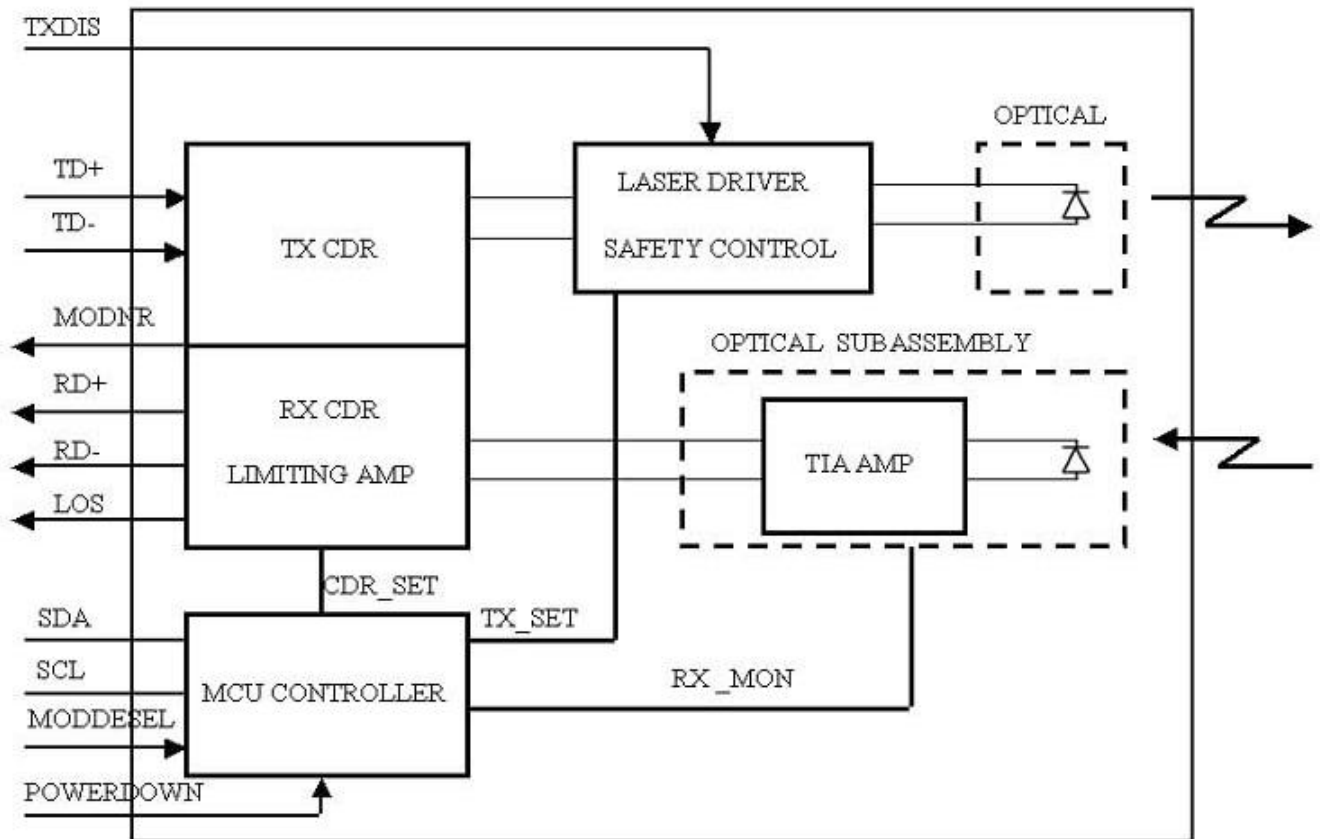 TXDIS
OPTICAL
TD+
LASER DRIVER
TD-
TX CDR
SAFETY CONTROL
MODNR
OPTICAL SUBASSEMBLY
RD+
RX CDR
RD-
LIMITING AMP
TIA AMP
LOS
CDR_SET
SDA
TX_SET
SCL
MCU CONTROLLER
RX_MON
MODDESEL
POWERDOWN